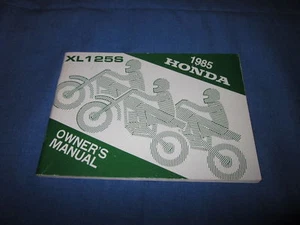 XL125S
1985
HONDA
OWNER'S
MANUAL